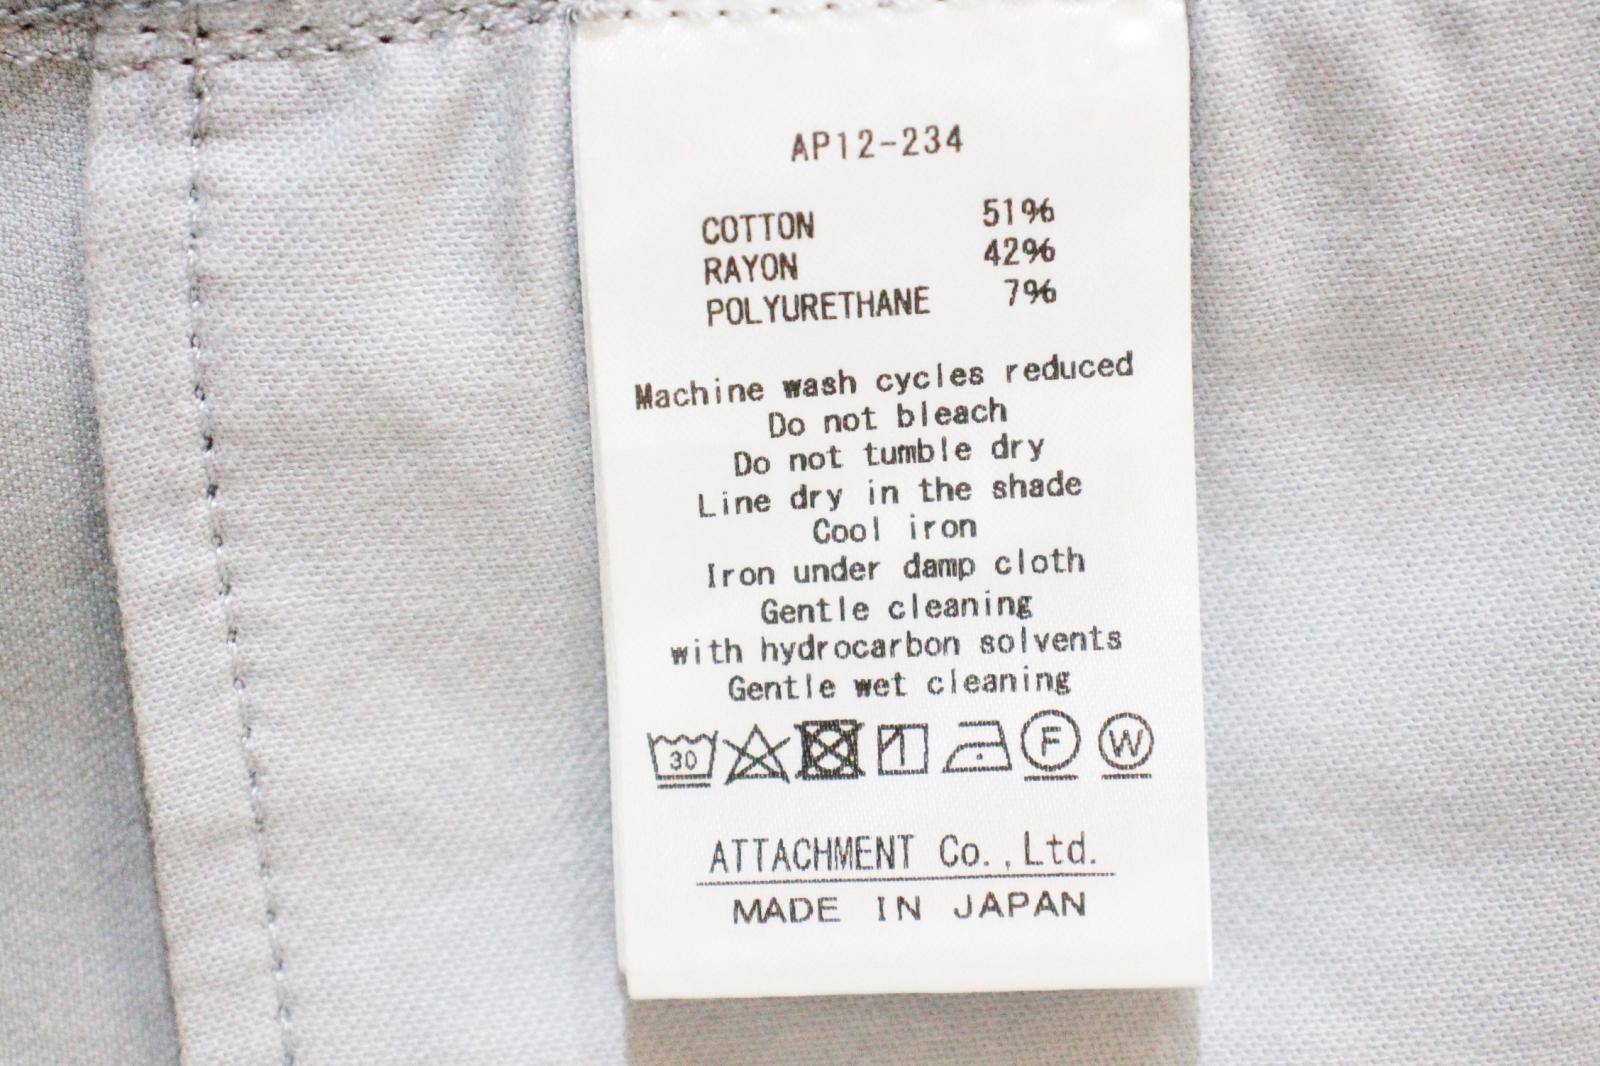 AP12-234
COTTON 51%
RAYON 42%
POLYURETHANE 7%
Machine wash cycles reduced
Do not bleach
Do not tumble dry
Line dry in the shade
Cool iron
Iron under damp cloth
Gentle cleaning
with hydrocarbon solvents
Gentle wet cleaning
30 F W
ATTACHMENT Co.,Ltd.
MADE IN JAPAN